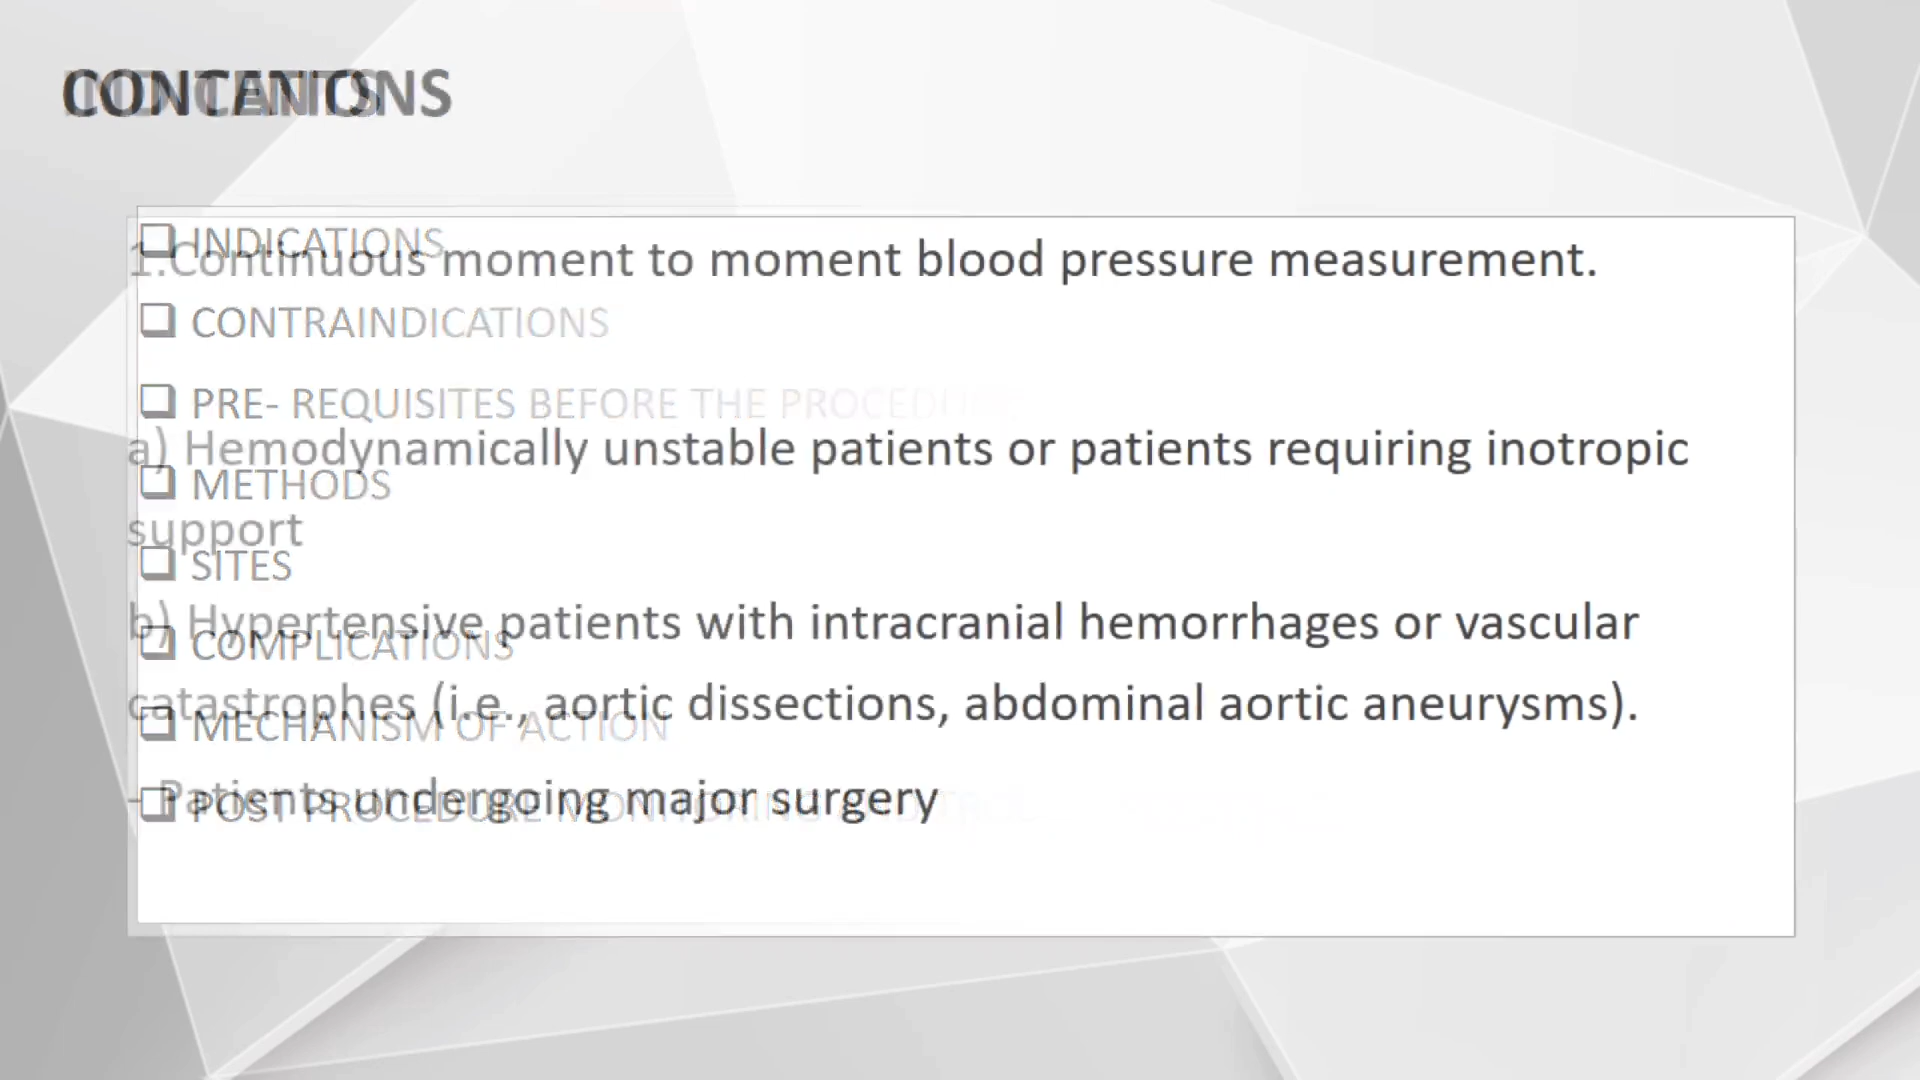 CONTENTS
INDICATIONS
❑ INDICATIONS
❑ CONTRAINDICATIONS
❑ PRE- REQUISITES BEFORE THE
❑ METHODS
❑ SITES
❑ COMPLICATIONS
❑ MECHANISM OF ACTION
❑ POST PROCEDURE MONITORING AND
1.Continuous moment to moment blood pressure measurement.
a) Hemodynamically unstable patients or patients requiring inotropic
support
b) Hypertensive patients with intracranial hemorrhages or vascular
catastrophes (i.e., aortic dissections, abdominal aortic aneurysms).
- Patients undergoing major surgery